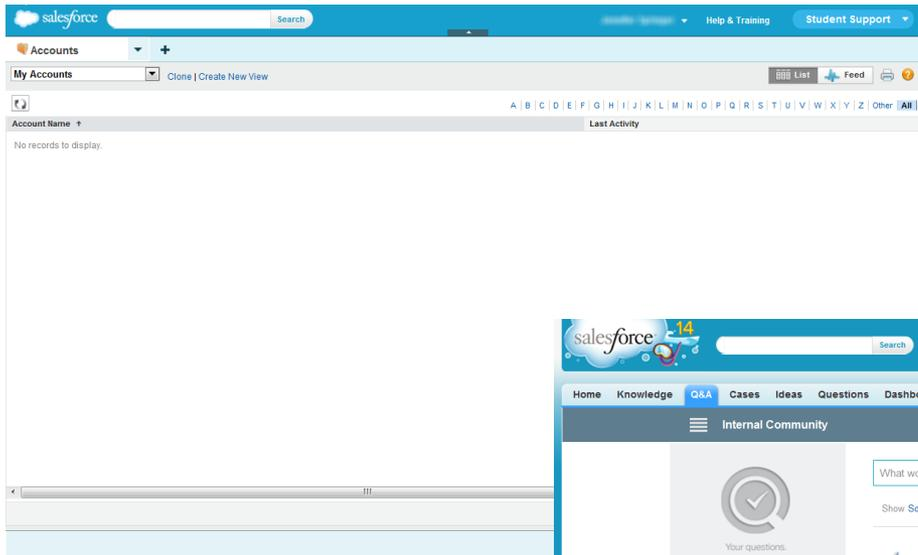 salesforce Search Help & Training Student Support
Accounts
My Accounts Clone | Create New View List Feed
A | B | C | D | E | F | G | H | I | J | K | L | M | N | O | P | Q | R | S | T | U | V | W | X | Y | Z | Other All
Account Name Last Activity
No records to display.
salesforce 14 Search
Home Knowledge Q&A Cases Ideas Questions
Internal Community
What
Show
Your questions.